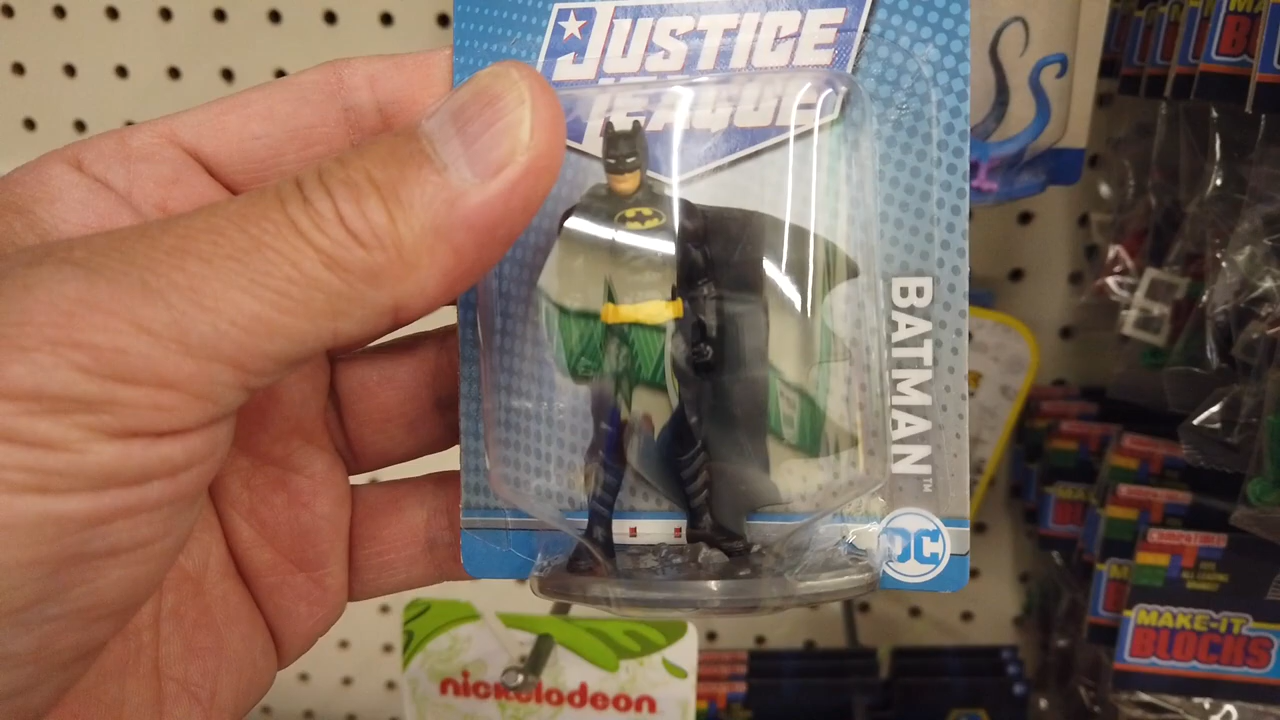 JUSTICE
LEAGUE
BATMAN™
DC
nickelodeon
MAKE-IT
BLOCKS